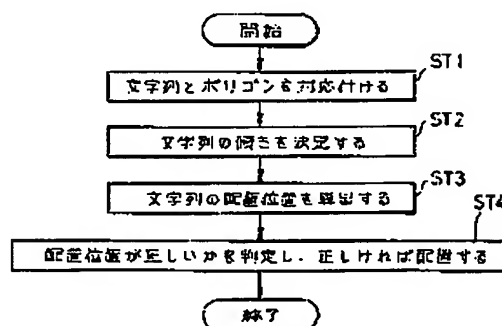 開始
ST1
文字列とポリゴンを対応付ける
ST2
文字列の傾きを決定する
ST3
文字列の配置位置を算出する
ST4
配置位置が正しいかを判定し、正しければ配置する
終了